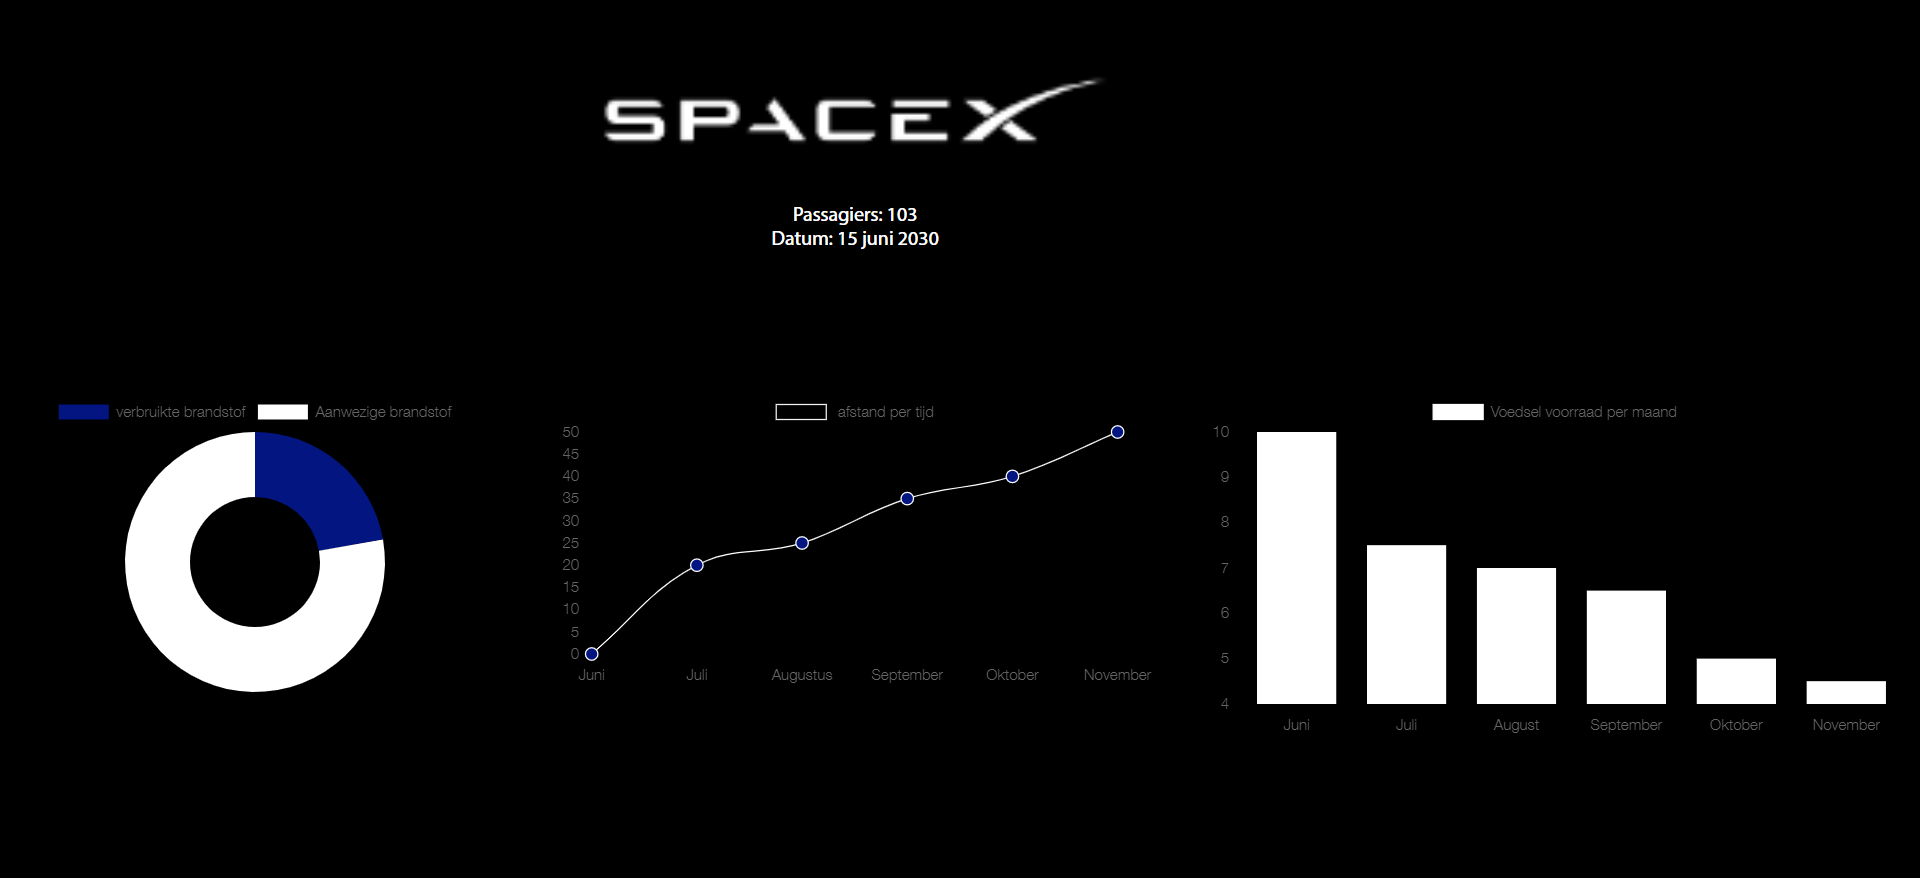 SPACEX
Passagiers: 103
Datum: 15 juni 2030
verbruikte brandstof
Aanwezige brandstof
afstand per tijd
50
45
40
35
30
25
20
15
10
5
0
Juni Juli Augustus September Oktober November
Voedsel voorraad per maand
10
9
8
7
6
5
4
Juni Juli August September Oktober November